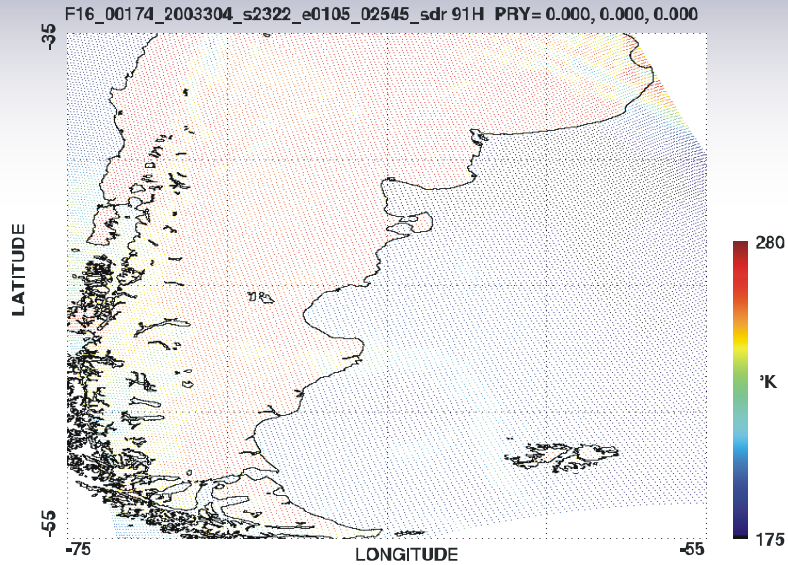 F16_00174_2003304_s2322_e0105_02545_sdr 91H PRY= 0.000, 0.000, 0.000
-35
LATITUDE
-55
-75
LONGITUDE
-55
280
°K
175